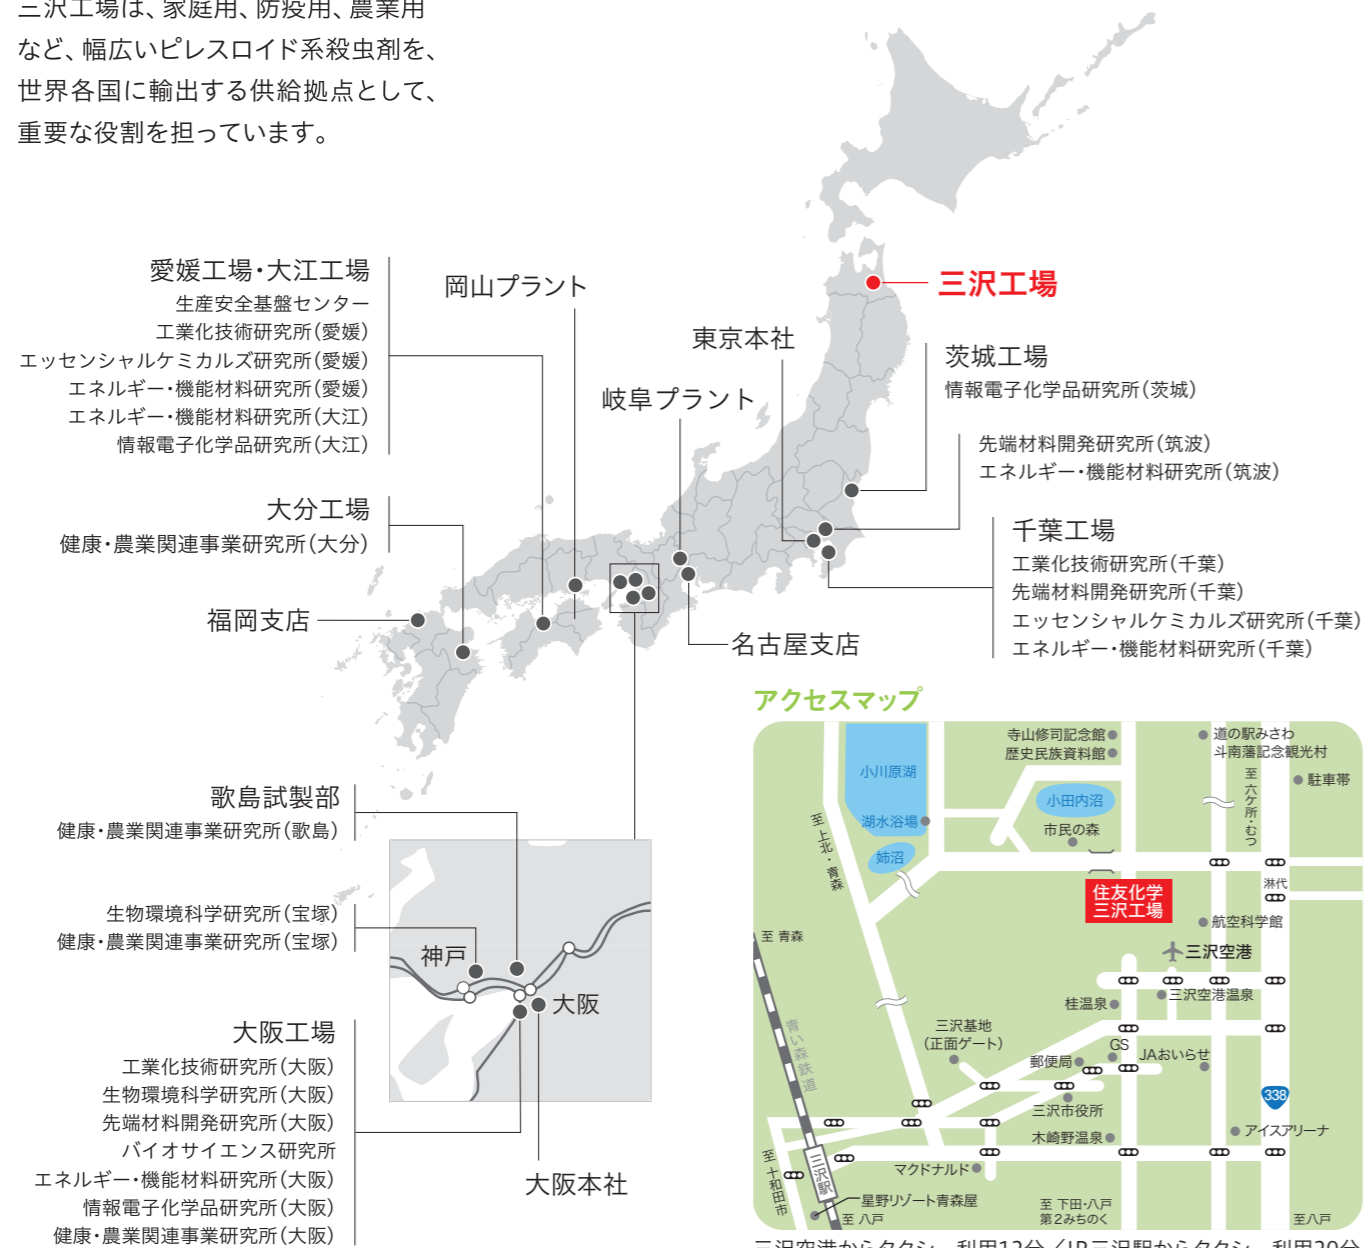 三沢工場は、家庭用、防疫用、農業用
など、幅広いピレスロイド系殺虫剤を、
世界各国に輸出する供給拠点として、
重要な役割を担っています。
愛媛工場・大江工場
生産安全基盤センター
工業化技術研究所(愛媛)
エッセンシャルケミカルズ研究所(愛媛)
エネルギー・機能材料研究所(愛媛)
エネルギー・機能材料研究所(大江)
情報電子化学品研究所(大江)
岡山プラント
三沢工場
東京本社
茨城工場
情報電子化学品研究所(茨城)
岐阜プラント
先端材料開発研究所(筑波)
エネルギー・機能材料研究所(筑波)
大分工場
健康・農業関連事業研究所(大分)
千葉工場
工業化技術研究所(千葉)
先端材料開発研究所(千葉)
エッセンシャルケミカルズ研究所(千葉)
エネルギー・機能材料研究所(千葉)
福岡支店
名古屋支店
歌島試製部
健康・農業関連事業研究所(歌島)
生物環境科学研究所(宝塚)
健康・農業関連事業研究所(宝塚)
神戸
大阪
大阪工場
工業化技術研究所(大阪)
生物環境科学研究所(大阪)
先端材料開発研究所(大阪)
バイオサイエンス研究所
エネルギー・機能材料研究所(大阪)
情報電子化学品研究所(大阪)
健康・農業関連事業研究所(大阪)
大阪本社
アクセスマップ
寺山修司記念館
歴史民族資料館
道の駅みさわ
斗南藩記念観光村
小川原湖
小田内沼
至 六ケ所・むつ
駐車帯
湖水浴場
市民の森
至 上北・青森
姉沼
住友化学
三沢工場
淋代
航空科学館
至 青森
三沢空港
三沢空港温泉
桂温泉
青い森鉄道
三沢基地
(正面ゲート)
GS
郵便局
JAおいらせ
338
三沢市役所
木崎野温泉
アイスアリーナ
三沢駅
マクドナルド
至 十和田市
星野リゾート青森屋
至 八戸
至 下田・八戸
第2みちのく
至八戸
三沢空港からタクシー利用12分/JR三沢駅からタクシー利用20分